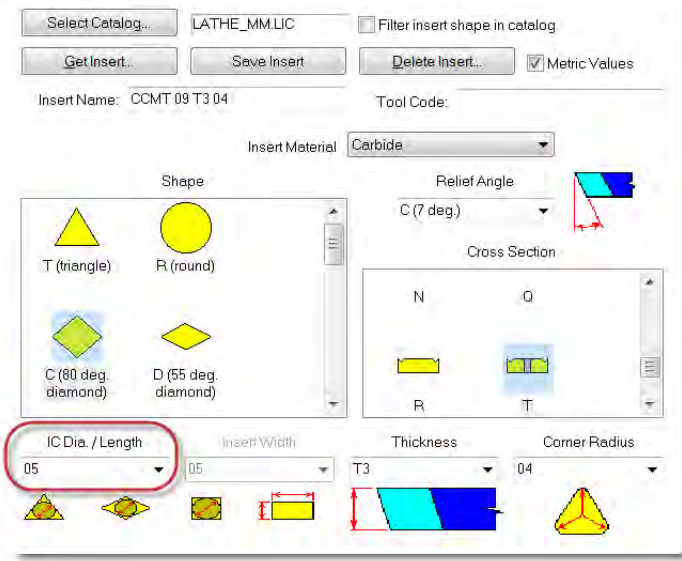 Select Catalog... LATHE_MM.LIC Filter insert shape in catalog
Get Insert... Save Insert Delete Insert... Metric Values
Insert Name: CCMT 09 T3 04 Tool Code:
Insert Material Carbide
Shape Relief Angle
C (7 deg.)
Cross Section
T (triangle) R (round)
N Q
C (80 deg. diamond) D (55 deg. diamond)
R T
IC Dia. / Length Insert Width Thickness Corner Radius
05 05 T3 04